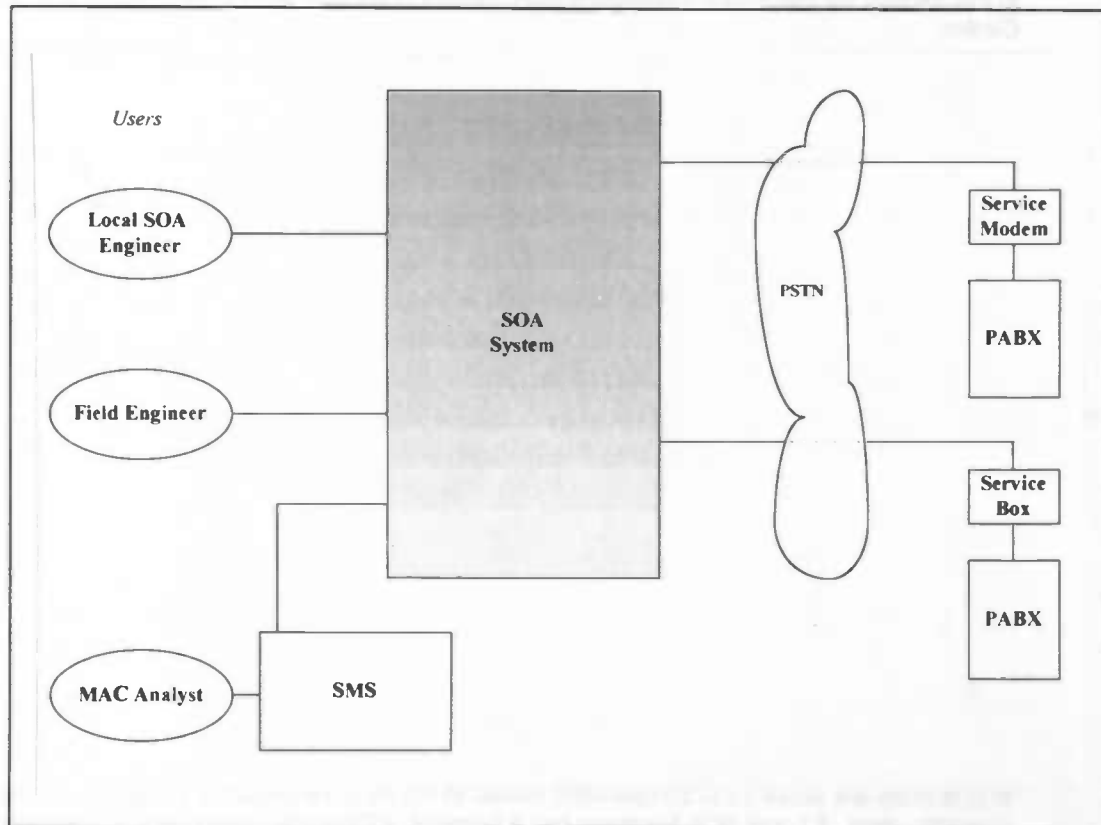 Users
Local SOA
Engineer
Field Engineer
MAC Analyst
SMS
SOA
System
PSTN
Service
Modem
PABX
Service
Box
PABX